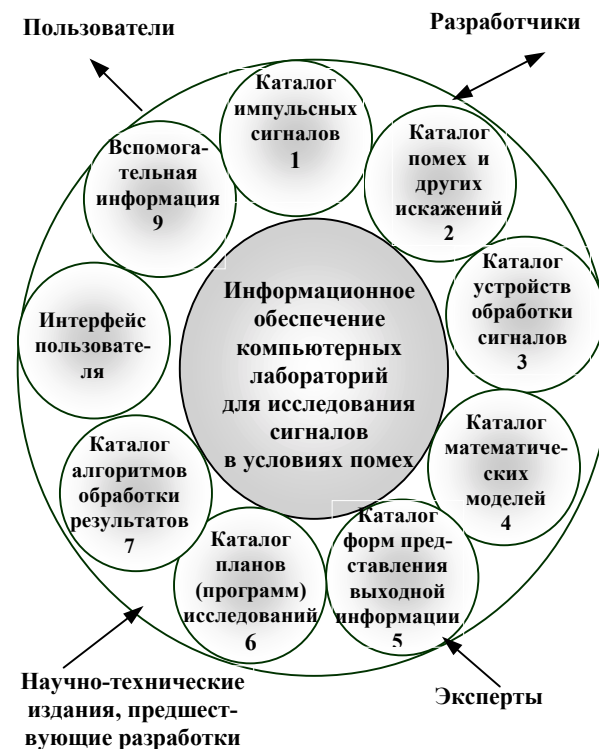 Пользователи
Разработчики
Каталог
импульсных
сигналов
1
Каталог
помех и
других
искажений
2
Каталог
устройств
обработки
сигналов
3
Каталог
математиче-
ских
моделей
4
Каталог
форм пред-
ставления
выходной
информации
5
Каталог
планов
(программ)
исследований
6
Каталог
алгоритмов
обработки
результатов
7
Интерфейс
пользовате-
ля
Вспомога-
тельная
информация
9
Информационное
обеспечение
компьютерных
лабораторий
для исследования
сигналов
в условиях помех
Научно-технические
издания, предшест-
вующие разработки
Эксперты